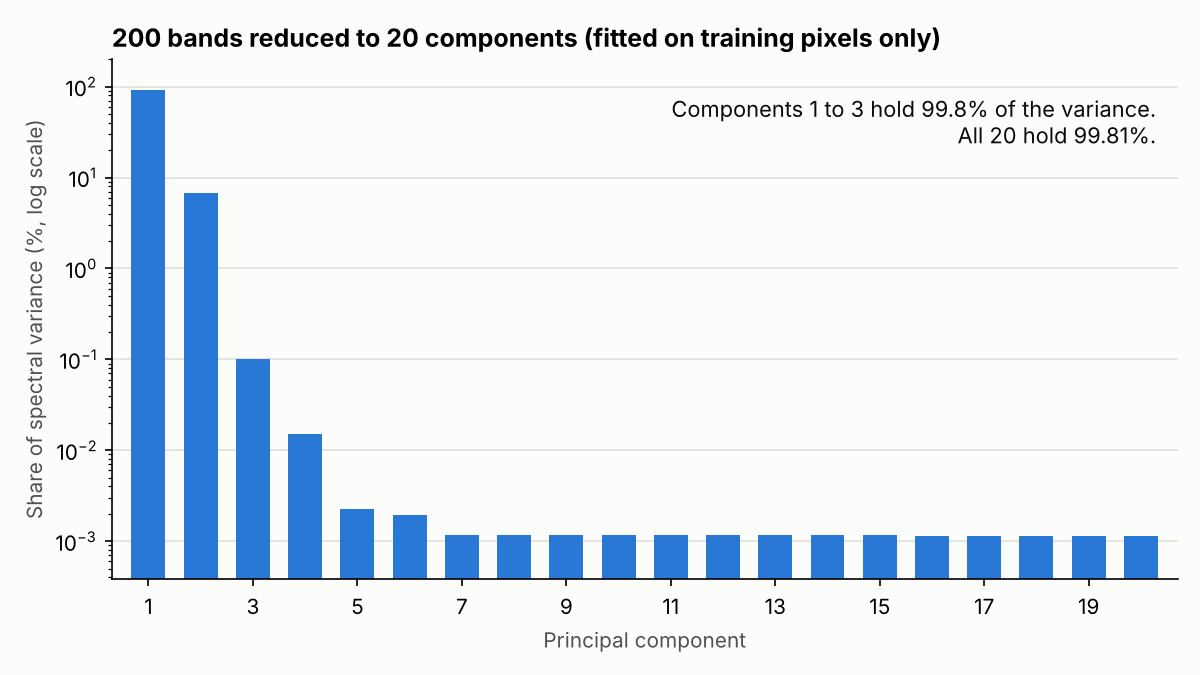 200 bands reduced to 20 components (fitted on training pixels only)
Components 1 to 3 hold 99.8% of the variance.
All 20 hold 99.81%.
Share of spectral variance (%, log scale)
10²
10¹
10⁰
10⁻¹
10⁻²
10⁻³
1 3 5 7 9 11 13 15 17 19
Principal component